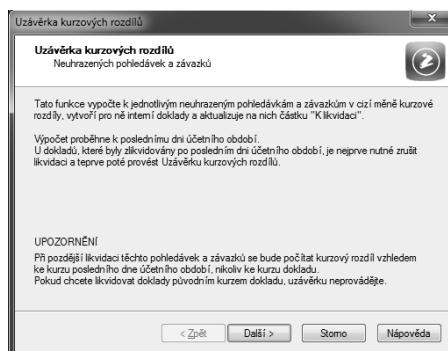 Uzávěrka kurzových rozdílů
Uzávěrka kurzových rozdílů
Neuhrazených pohledávek a závazků
Tato funkce vypočte k jednotlivým neuhrazeným pohledávkám a závazkům v cizí měně kurzové
rozdíly, vytvoří pro ně interní doklady a aktualizuje na nich částku "K likvidaci".
Výpočet proběhne k poslednímu dni účetního období.
U dokladů, které byly zlikvidovány po posledním dni účetního období, je nejprve nutné zrušit
likvidaci a teprve poté provést Uzávěrku kurzových rozdílů.
UPOZORNĚNÍ
Při pozdější likvidaci těchto pohledávek a závazků se bude počítat kurzový rozdíl vzhledem
ke kurzu posledního dne účetního období, nikoliv ke kurzu dokladu.
Pokud chcete likvidovat doklady původním kurzem dokladu, uzávěrku neprovádějte.
< Zpět Další > Storno Nápověda